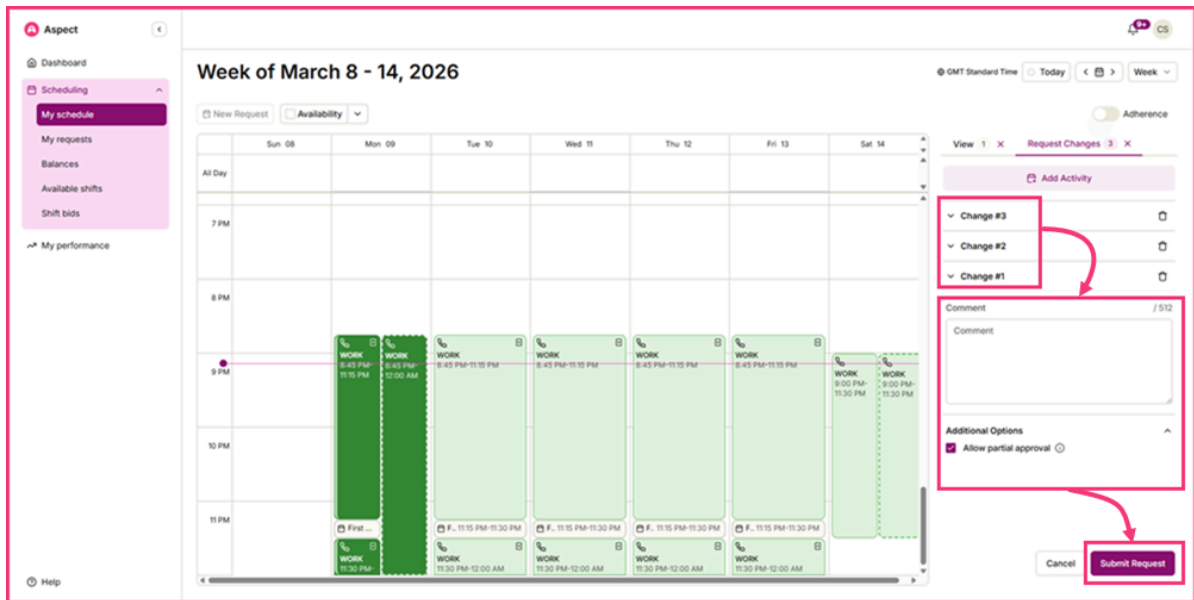 Aspect
9+
CS
Dashboard
Scheduling
My schedule
My requests
Balances
Available shifts
Shift bids
My performance
Help
Week of March 8 - 14, 2026
GMT Standard Time
Today
Week
New Request
Availability
Adherence
Sun 08
Mon 09
Tue 10
Wed 11
Thu 12
Fri 13
Sat 14
All Day
7 PM
8 PM
9 PM
10 PM
11 PM
WORK
8:45 PM-
11:15 PM
WORK
8:45 PM-
12:00 AM
WORK
8:45 PM-11:15 PM
WORK
8:45 PM-11:15 PM
WORK
8:45 PM-11:15 PM
WORK
8:45 PM-11:15 PM
WORK
9:00 PM-
11:30 PM
WORK
9:00 PM-
11:30 PM
First ...
F.. 11:15 PM-11:30 PM
F.. 11:15 PM-11:30 PM
F.. 11:15 PM-11:30 PM
F.. 11:15 PM-11:30 PM
WORK
11:30 PM-
WORK
11:30 PM-12:00 AM
WORK
11:30 PM-12:00 AM
WORK
11:30 PM-12:00 AM
WORK
11:30 PM-12:00 AM
View 1
Request Changes 3
Add Activity
Change #3
Change #2
Change #1
Comment
/ 512
Comment
Additional Options
Allow partial approval
Cancel
Submit Request